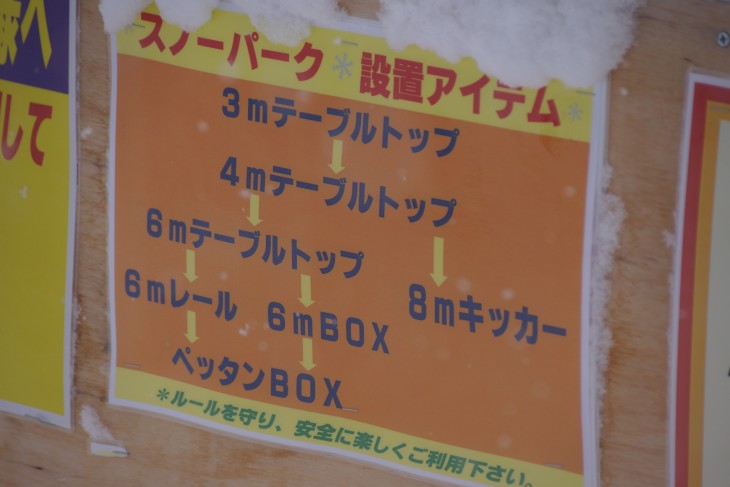 豚へ
して
スノーパーク＊設置アイテム＊
3mテーブルトップ
4mテーブルトップ
6mテーブルトップ
6mレール 6mBOX 8mキッカー
ペッタンBOX
＊ルールを守り、安全に楽しくご利用下さい。